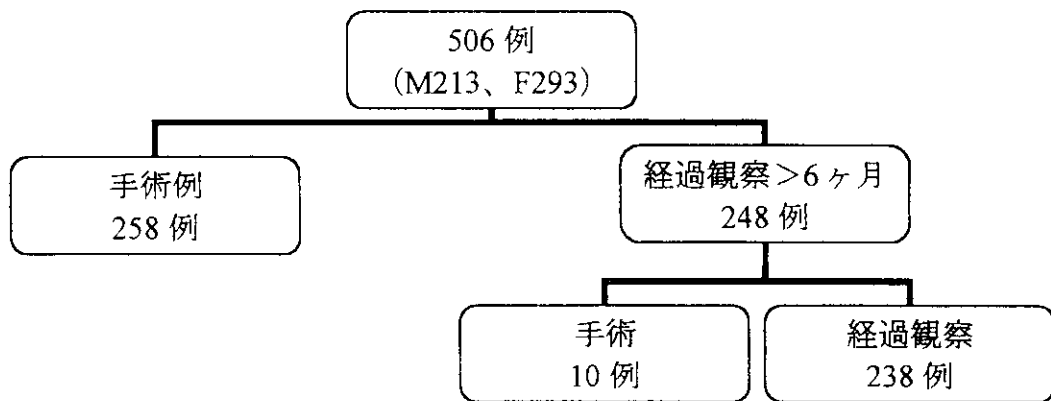 506 例
(M213、F293)
手術例
258 例
経過観察＞6 ヶ月
248 例
手術
10 例
経過観察
238 例